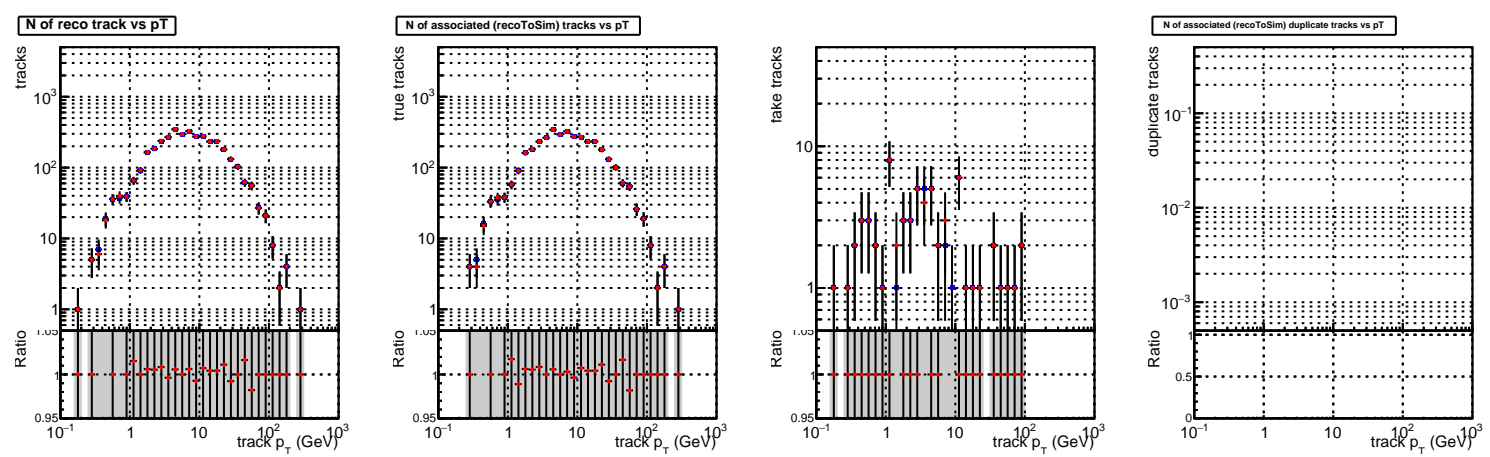 N of reco track vs pT
tracks
10³
10²
10
1
Ratio
1.05
1
0.95
10⁻¹ 1 10 10² 10³
track p_T (GeV)
N of associated (recoToSim) tracks vs pT
true tracks
10³
10²
10
1
Ratio
1.05
1
0.95
10⁻¹ 1 10 10² 10³
track p_T (GeV)
fake tracks
10
1
Ratio
1.05
1
0.95
10⁻¹ 1 10 10² 10³
track p_T (GeV)
N of associated (recoToSim) duplicate tracks vs pT
duplicate tracks
10⁻¹
10⁻²
10⁻³
Ratio
1
0.5
0
10⁻¹ 1 10 10² 10³
track p_T (GeV)